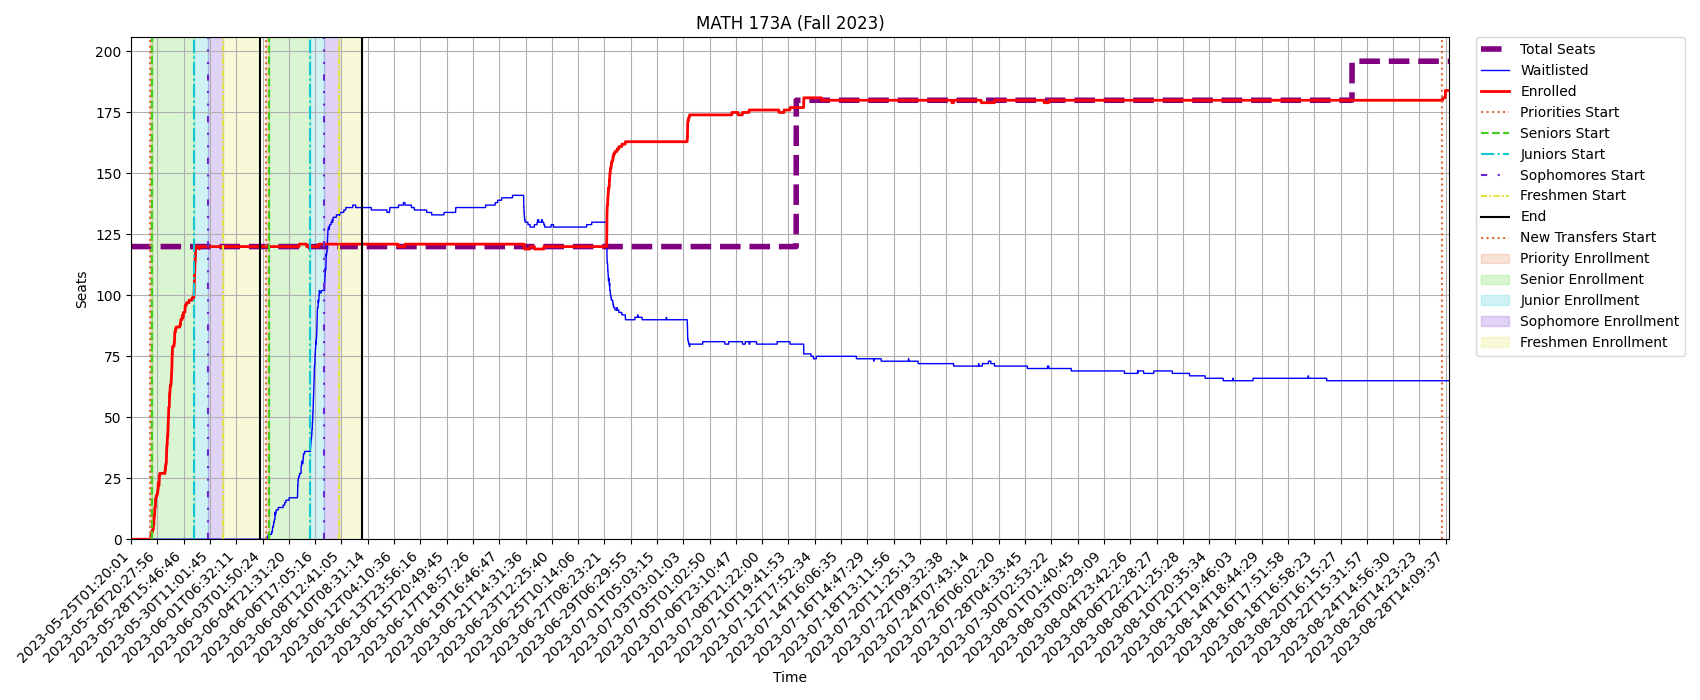 MATH 173A (Fall 2023)
200
175
150
125
100
75
50
25
0
Seats
2023-05-25T01:20:01
2023-05-26T20:27:56
2023-05-28T15:46:46
2023-05-30T11:01:45
2023-06-01T06:32:11
2023-06-03T01:50:24
2023-06-04T21:31:20
2023-06-06T17:05:16
2023-06-08T12:41:05
2023-06-10T08:31:14
2023-06-12T04:10:36
2023-06-13T23:56:16
2023-06-15T20:49:45
2023-06-17T18:57:26
2023-06-19T16:46:47
2023-06-21T14:31:36
2023-06-23T12:25:40
2023-06-25T10:14:06
2023-06-27T08:23:21
2023-06-29T06:29:55
2023-07-01T05:03:15
2023-07-03T03:01:03
2023-07-05T01:02:50
2023-07-06T23:10:47
2023-07-08T21:22:00
2023-07-10T19:41:53
2023-07-12T17:52:34
2023-07-14T16:06:35
2023-07-16T14:47:29
2023-07-18T13:11:56
2023-07-20T11:25:13
2023-07-22T09:32:38
2023-07-24T07:43:14
2023-07-26T06:02:20
2023-07-28T04:33:45
2023-07-30T02:53:22
2023-08-01T01:40:45
2023-08-03T00:29:09
2023-08-04T23:42:26
2023-08-06T22:28:27
2023-08-08T21:25:28
2023-08-10T20:35:34
2023-08-12T19:46:03
2023-08-14T18:44:29
2023-08-16T17:51:58
2023-08-18T16:58:23
2023-08-20T16:15:27
2023-08-22T15:31:57
2023-08-24T14:56:30
2023-08-26T14:23:23
2023-08-28T14:09:37
Time
Total Seats
Waitlisted
Enrolled
Priorities Start
Seniors Start
Juniors Start
Sophomores Start
Freshmen Start
End
New Transfers Start
Priority Enrollment
Senior Enrollment
Junior Enrollment
Sophomore Enrollment
Freshmen Enrollment